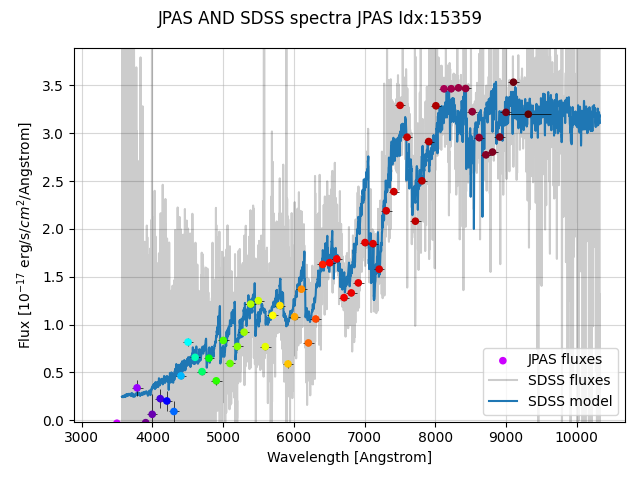 JPAS AND SDSS spectra JPAS Idx:15359
Flux [10⁻¹⁷ erg/s/cm²/Angstrom]
3.5
3.0
2.5
2.0
1.5
1.0
0.5
0.0
JPAS fluxes
SDSS fluxes
SDSS model
3000 4000 5000 6000 7000 8000 9000 10000
Wavelength [Angstrom]